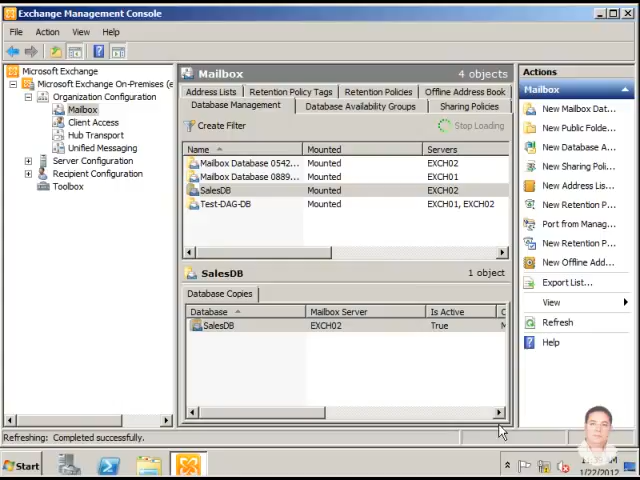 Exchange Management Console
File Action View Help
Microsoft Exchange
Microsoft Exchange On-Premises (e
Organization Configuration
Mailbox
Client Access
Hub Transport
Unified Messaging
Server Configuration
Recipient Configuration
Toolbox
Mailbox 4 objects
Address Lists Retention Policy Tags Retention Policies Offline Address Book
Database Management Database Availability Groups Sharing Policies
Create Filter Stop Loading
Name Mounted Servers
Mailbox Database 0542... Mounted EXCH02
Mailbox Database 0889... Mounted EXCH01
SalesDB Mounted EXCH02
Test-DAG-DB Mounted EXCH01, EXCH02
SalesDB 1 object
Database Copies
Database Mailbox Server Is Active C
SalesDB EXCH02 True M
Actions
Mailbox
New Mailbox Dat...
New Public Folde...
New Database A...
New Sharing Poli...
New Address Lis...
New Retention P...
Port from Manag...
New Retention P...
New Offline Add...
Export List...
View
Refresh
Help
Refreshing: Completed successfully.
Start
1/22/2012